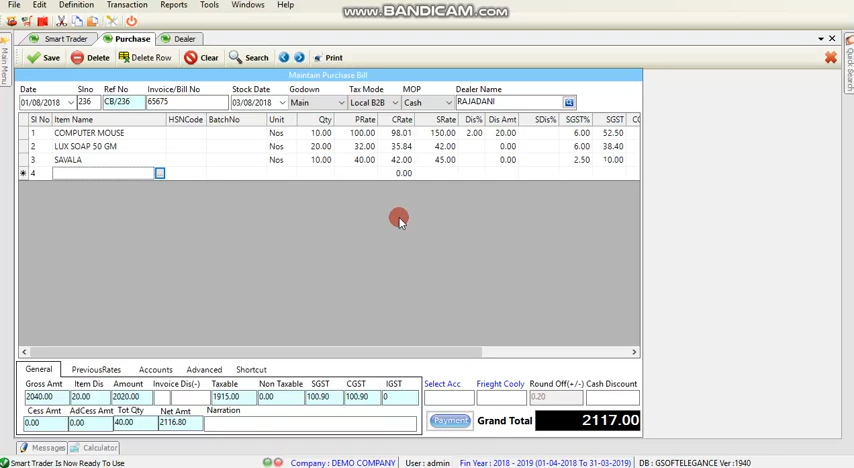 File Edit Definition Transaction Reports Tools Windows Help
www.BANDICAM.com
Smart Trader Purchase Dealer
Save Delete Delete Row Clear Search Print
Main Menu
Quick Search
Maintain Purchase Bill
Date Slno Ref No Invoice/Bill No Stock Date Godown Tax Mode MOP Dealer Name
01/08/2018 236 CB/236 65675 03/08/2018 Main Local B2B Cash RAJADANI
Sl No Item Name HSNCode BatchNo Unit Qty PRate CRate SRate Dis% Dis Amt SDis% SGST% SGST
1 COMPUTER MOUSE Nos 10.00 100.00 98.01 150.00 2.00 20.00 6.00 52.50
2 LUX SOAP 50 GM Nos 20.00 32.00 35.84 42.00 0.00 6.00 38.40
3 SAVALA Nos 10.00 40.00 42.00 45.00 0.00 2.50 10.00
4 0.00
General PreviousRates Accounts Advanced Shortcut
Gross Amt Item Dis Amount Invoice Dis(-) Taxable Non Taxable SGST CGST IGST Select Acc Frieght Cooly Round Off(+/-) Cash Discount
2040.00 20.00 2020.00 1915.00 0.00 100.90 100.90 0 0.20
Cess Amt AdCess Amt Tot Qty Net Amt Narration
0.00 0.00 40.00 2116.80 Payment Grand Total 2117.00
Messages Calculator
Smart Trader Is Now Ready To Use Company : DEMO COMPANY User : admin Fin Year : 2018 - 2019 (01-04-2018 To 31-03-2019) DB : GSOFTELEGANCE Ver:1940